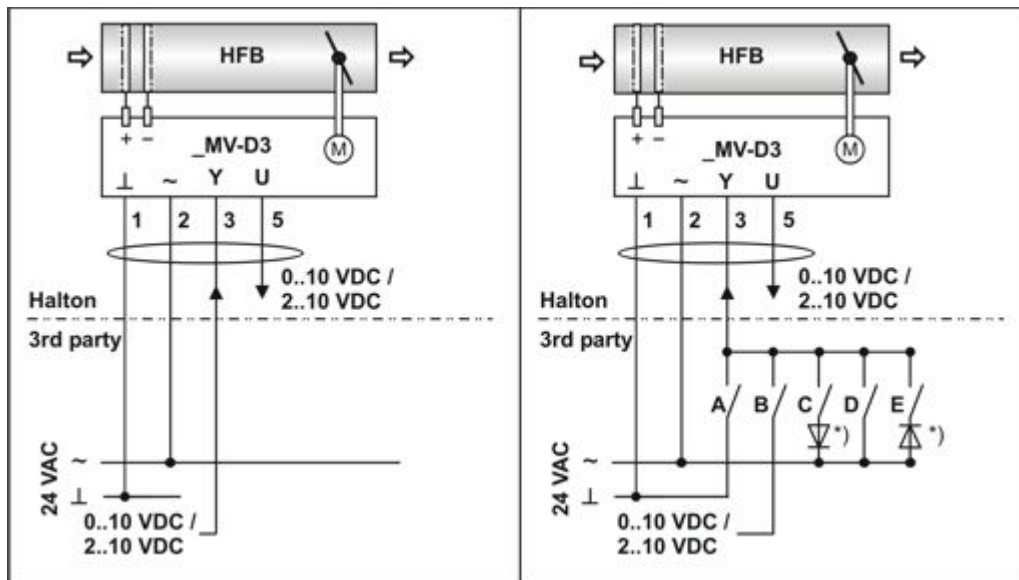 HFB
+ −
_MV-D3
M
⊥ ~ Y U
1 2 3 5
0..10 VDC /
2..10 VDC
Halton
3rd party
24 VAC
~
⊥
0..10 VDC /
2..10 VDC
HFB
+ −
_MV-D3
M
⊥ ~ Y U
1 2 3 5
0..10 VDC /
2..10 VDC
Halton
3rd party
A B C D E
*) *)
24 VAC
~
⊥
0..10 VDC /
2..10 VDC